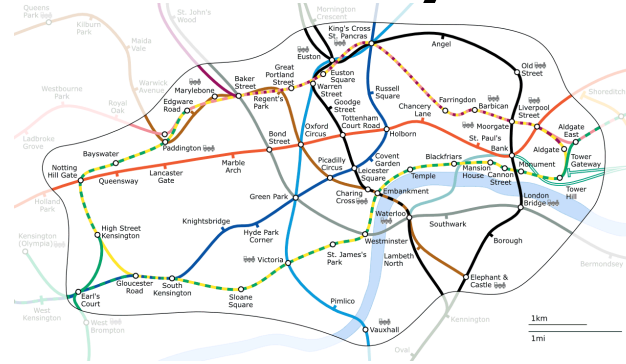 Queens
Park
Kilburn
Park
St. John's
Wood
Mornington
Crescent
Maida
Vale
Warwick
Avenue
Westbourne
Park
Royal
Oak
Ladbroke
Grove
King's Cross
St. Pancras
Euston
Angel
Old
Street
Shoreditch
Great
Portland
Street
Euston
Square
Warren
Street
Baker
Street
Marylebone
Regent's
Park
Edgware
Road
Goodge
Street
Russell
Square
Farringdon
Barbican
Liverpool
Street
Chancery
Lane
Moorgate
Aldgate
East
Tottenham
Court Road
Holborn
St. Paul's
Bank
Aldgate
Oxford
Circus
Bond
Street
Paddington
Bayswater
Notting
Hill Gate
Queensway
Lancaster
Gate
Marble
Arch
Piccadilly
Circus
Covent
Garden
Leicester
Square
Blackfriars
Temple
Mansion
House
Cannon
Street
Monument
Tower
Gateway
Tower
Hill
Holland
Park
Green Park
Charing
Cross
Embankment
London
Bridge
Waterloo
Southwark
Kensington
(Olympia)
High Street
Kensington
Knightsbridge
Hyde Park
Corner
Westminster
St. James's
Park
Victoria
Lambeth
North
Borough
Bermondsey
Gloucester
Road
South
Kensington
Sloane
Square
Elephant &
Castle
Earl's
Court
West
Kensington
West
Brompton
Pimlico
Vauxhall
Kennington
Oval
1km
1mi